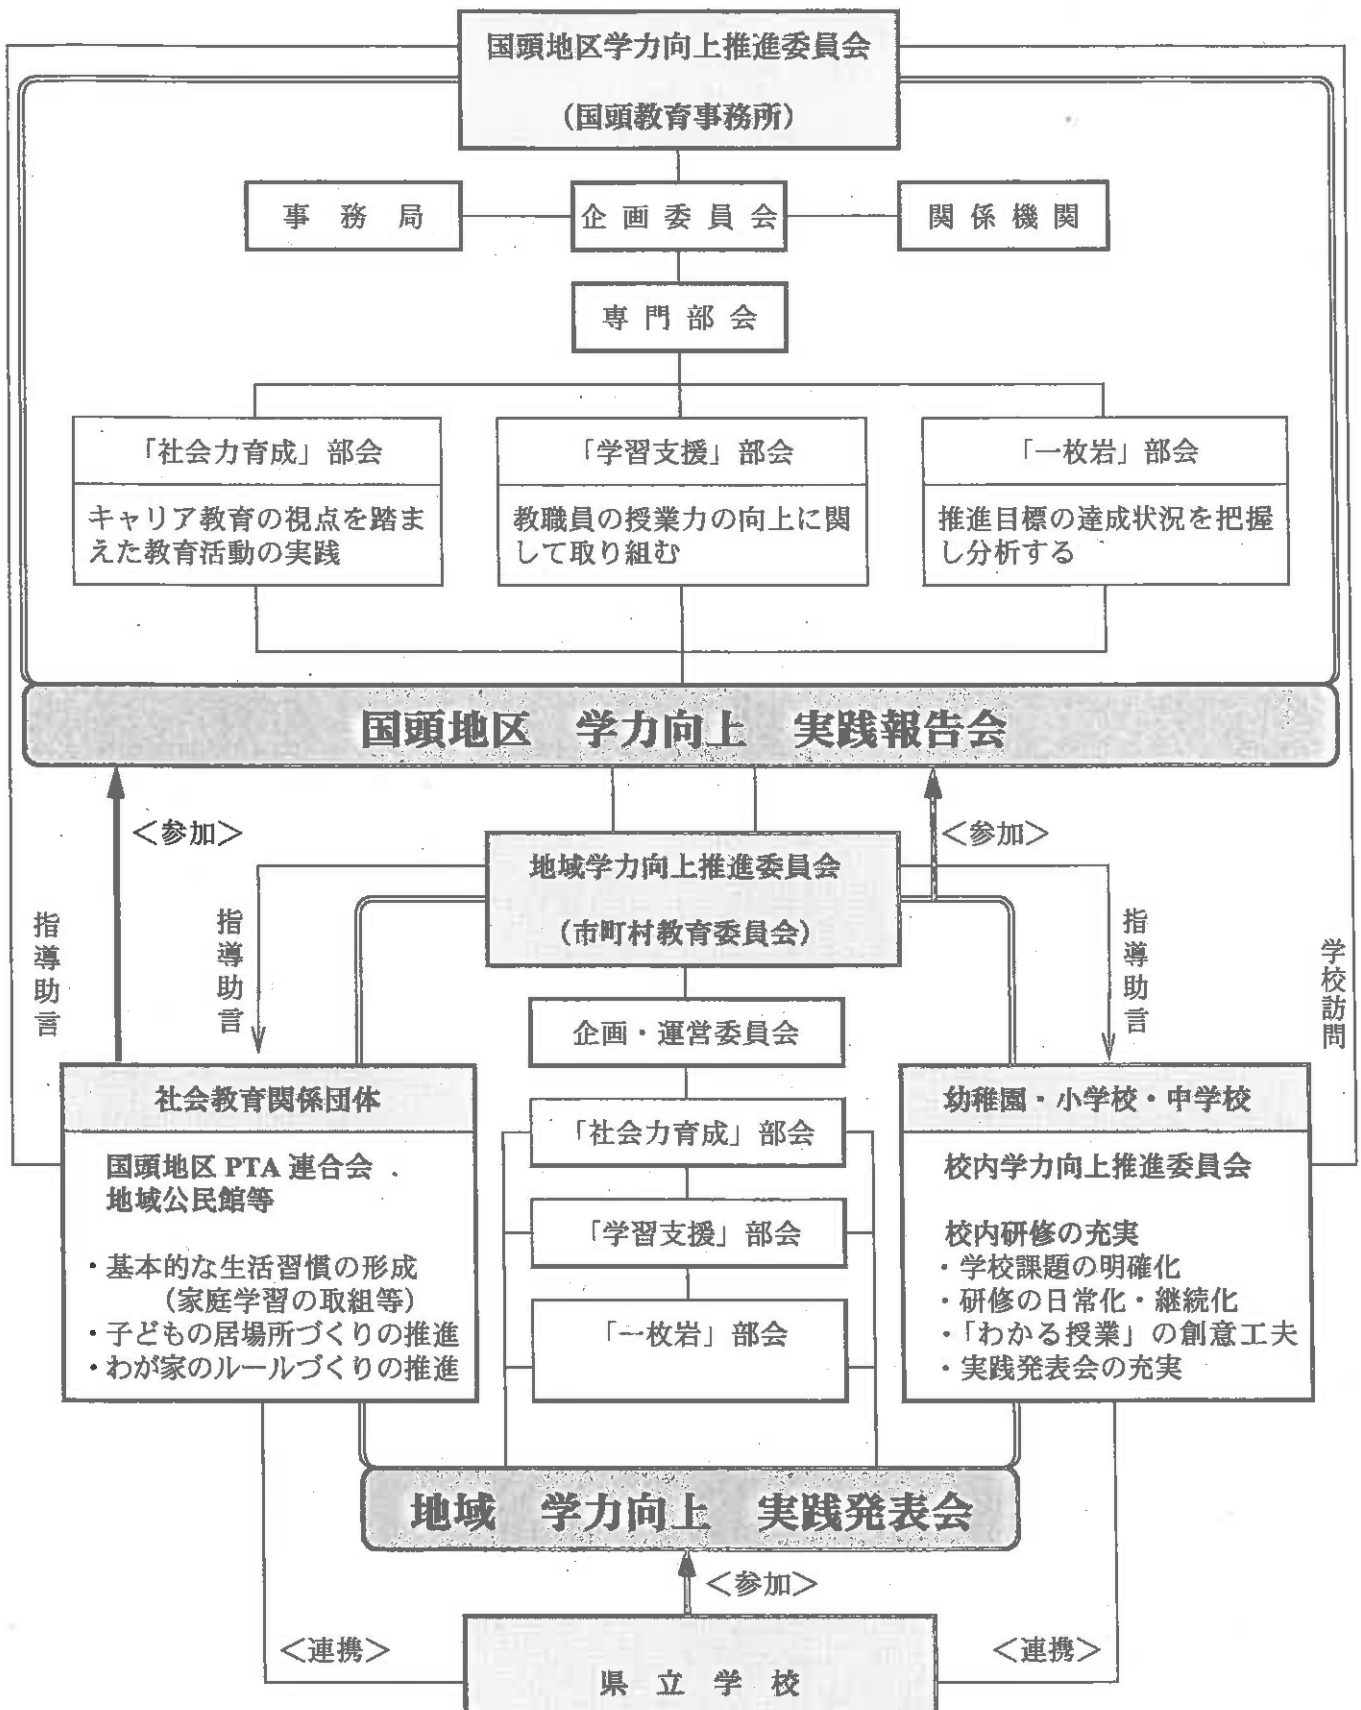 国頭地区学力向上推進委員会
（国頭教育事務所）
事務局
企画委員会
関係機関
専門部会
「社会力育成」部会
キャリア教育の視点を踏ま
えた教育活動の実践
「学習支援」部会
教職員の授業力の向上に関
して取り組む
「一枚岩」部会
推進目標の達成状況を把握
し分析する
国頭地区　学力向上　実践報告会
＜参加＞
＜参加＞
地域学力向上推進委員会
（市町村教育委員会）
指導助言
指導助言
指導助言
学校訪問
企画・運営委員会
「社会力育成」部会
「学習支援」部会
「一枚岩」部会
社会教育関係団体
国頭地区 PTA 連合会
地域公民館等
・基本的な生活習慣の形成
（家庭学習の取組等）
・子どもの居場所づくりの推進
・わが家のルールづくりの推進
幼稚園・小学校・中学校
校内学力向上推進委員会
校内研修の充実
・学校課題の明確化
・研修の日常化・継続化
・「わかる授業」の創意工夫
・実践発表会の充実
地域　学力向上　実践発表会
＜参加＞
＜連携＞
＜連携＞
県立学校